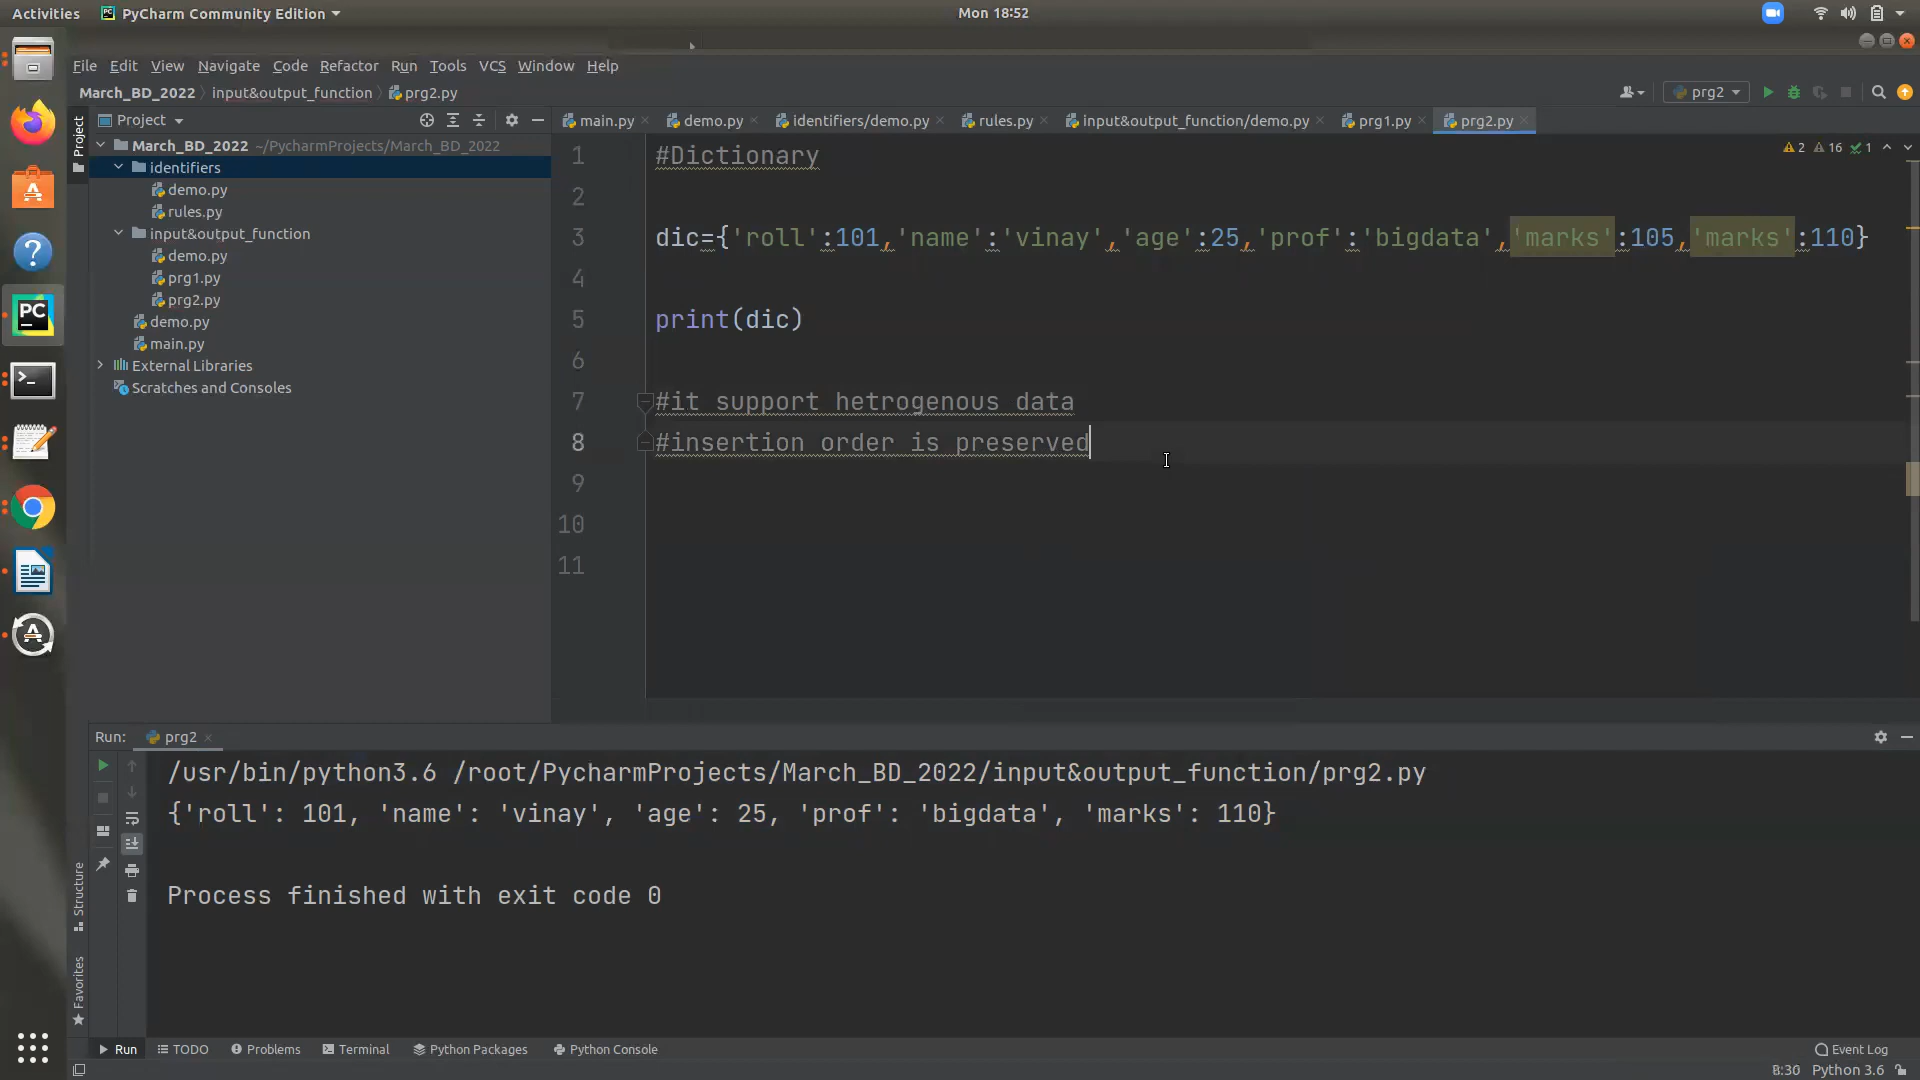 Activities PyCharm Community Edition Mon 18:52
File Edit View Navigate Code Refactor Run Tools VCS Window Help
March_BD_2022 input&output_function prg2.py prg2
Project main.py demo.py identifiers/demo.py rules.py input&output_function/demo.py prg1.py prg2.py
Project
March_BD_2022 ~/PycharmProjects/March_BD_2022
identifiers
demo.py
rules.py
input&output_function
demo.py
prg1.py
prg2.py
demo.py
main.py
External Libraries
Scratches and Consoles
2 16 1
1 #Dictionary
2
3 dic={'roll':101,'name':'vinay','age':25,'prof':'bigdata','marks':105,'marks':110}
4
5 print(dic)
6
7 #it support hetrogenous data
8 #insertion order is preserved
9
10
11
Run: prg2
/usr/bin/python3.6 /root/PycharmProjects/March_BD_2022/input&output_function/prg2.py
{'roll': 101, 'name': 'vinay', 'age': 25, 'prof': 'bigdata', 'marks': 110}
Process finished with exit code 0
Structure
Favorites
Run TODO Problems Terminal Python Packages Python Console Event Log
8:30 Python 3.6